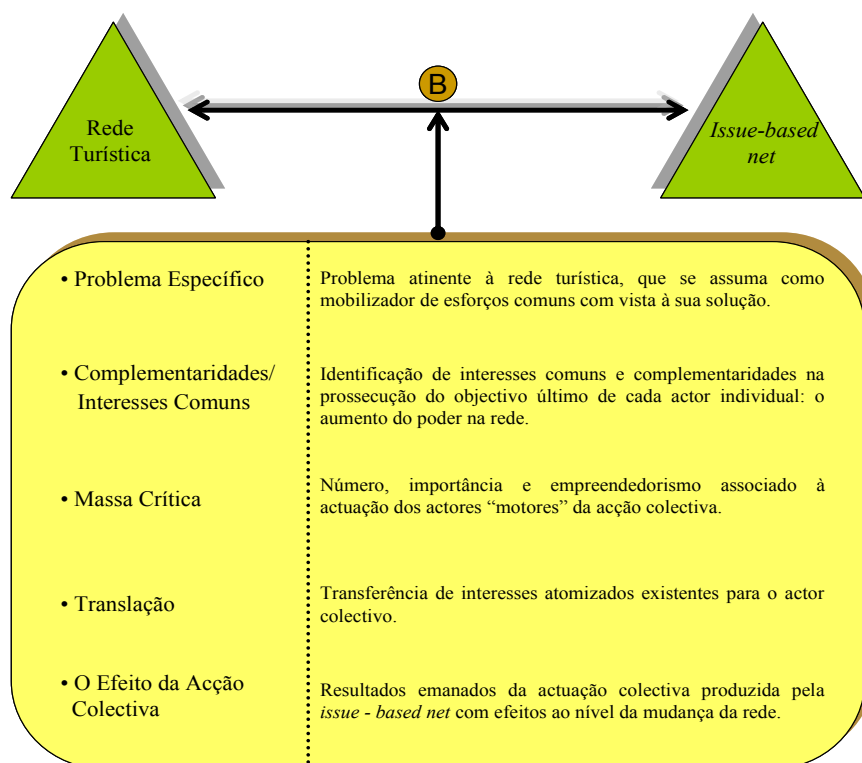 B
Rede
Turística
Issue-based
net
• Problema Específico
Problema atinente à rede turística, que se assuma como
mobilizador de esforços comuns com vista à sua solução.
• Complementaridades/
Interesses Comuns
Identificação de interesses comuns e complementaridades na
prossecução do objectivo último de cada actor individual: o
aumento do poder na rede.
• Massa Crítica
Número, importância e empreendedorismo associado à
actuação dos actores “motores” da acção colectiva.
• Translação
Transferência de interesses atomizados existentes para o actor
colectivo.
• O Efeito da Acção
Colectiva
Resultados emanados da actuação colectiva produzida pela
issue - based net com efeitos ao nível da mudança da rede.